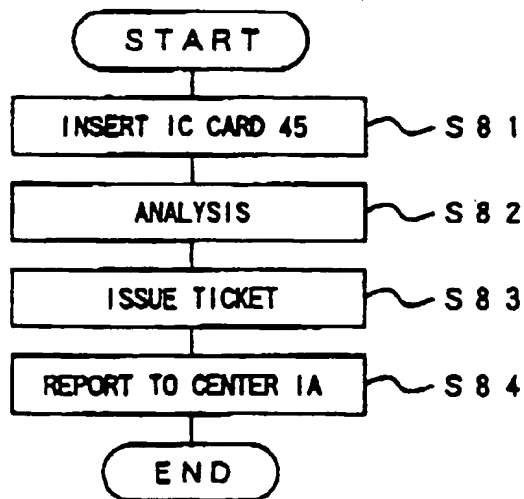 START
INSERT IC CARD 45 S81
ANALYSIS S82
ISSUE TICKET S83
REPORT TO CENTER 1A S84
END